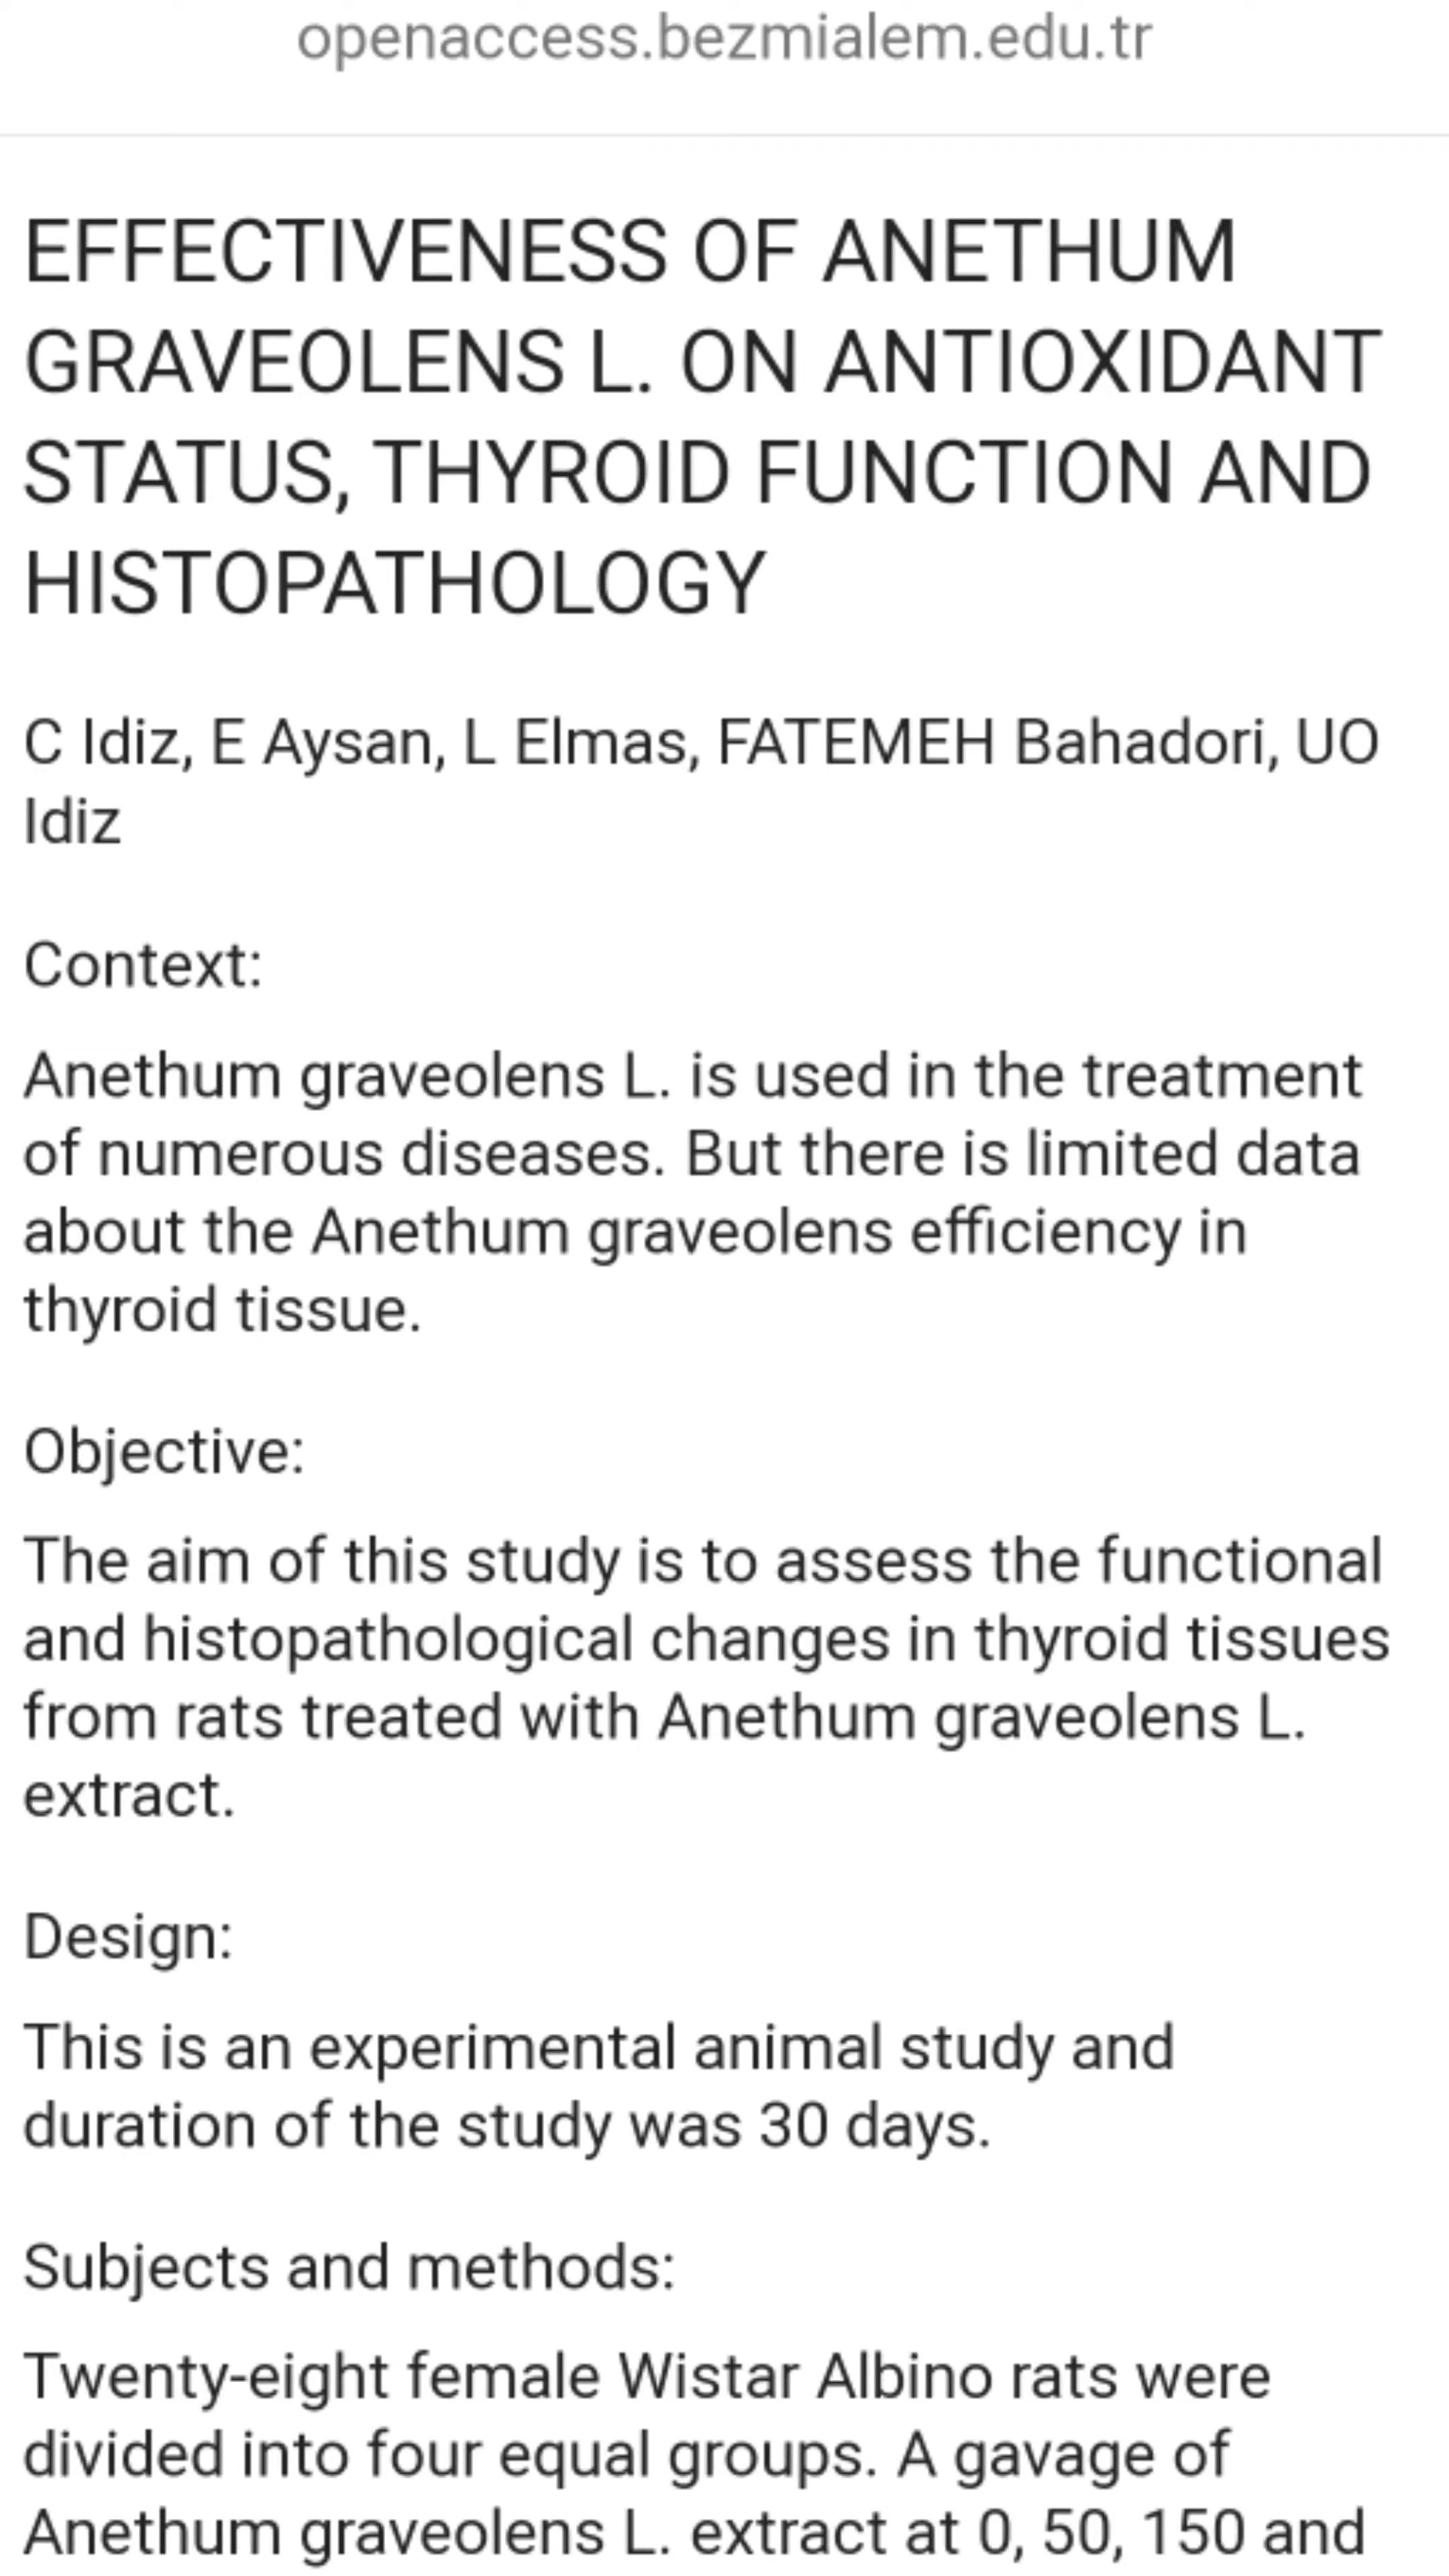 openaccess.bezmialem.edu.tr
EFFECTIVENESS OF ANETHUM
GRAVEOLENS L. ON ANTIOXIDANT
STATUS, THYROID FUNCTION AND
HISTOPATHOLOGY
C Idiz, E Aysan, L Elmas, FATEMEH Bahadori, UO
Idiz
Context:
Anethum graveolens L. is used in the treatment
of numerous diseases. But there is limited data
about the Anethum graveolens efficiency in
thyroid tissue.
Objective:
The aim of this study is to assess the functional
and histopathological changes in thyroid tissues
from rats treated with Anethum graveolens L.
extract.
Design:
This is an experimental animal study and
duration of the study was 30 days.
Subjects and methods:
Twenty-eight female Wistar Albino rats were
divided into four equal groups. A gavage of
Anethum graveolens L. extract at 0, 50, 150 and